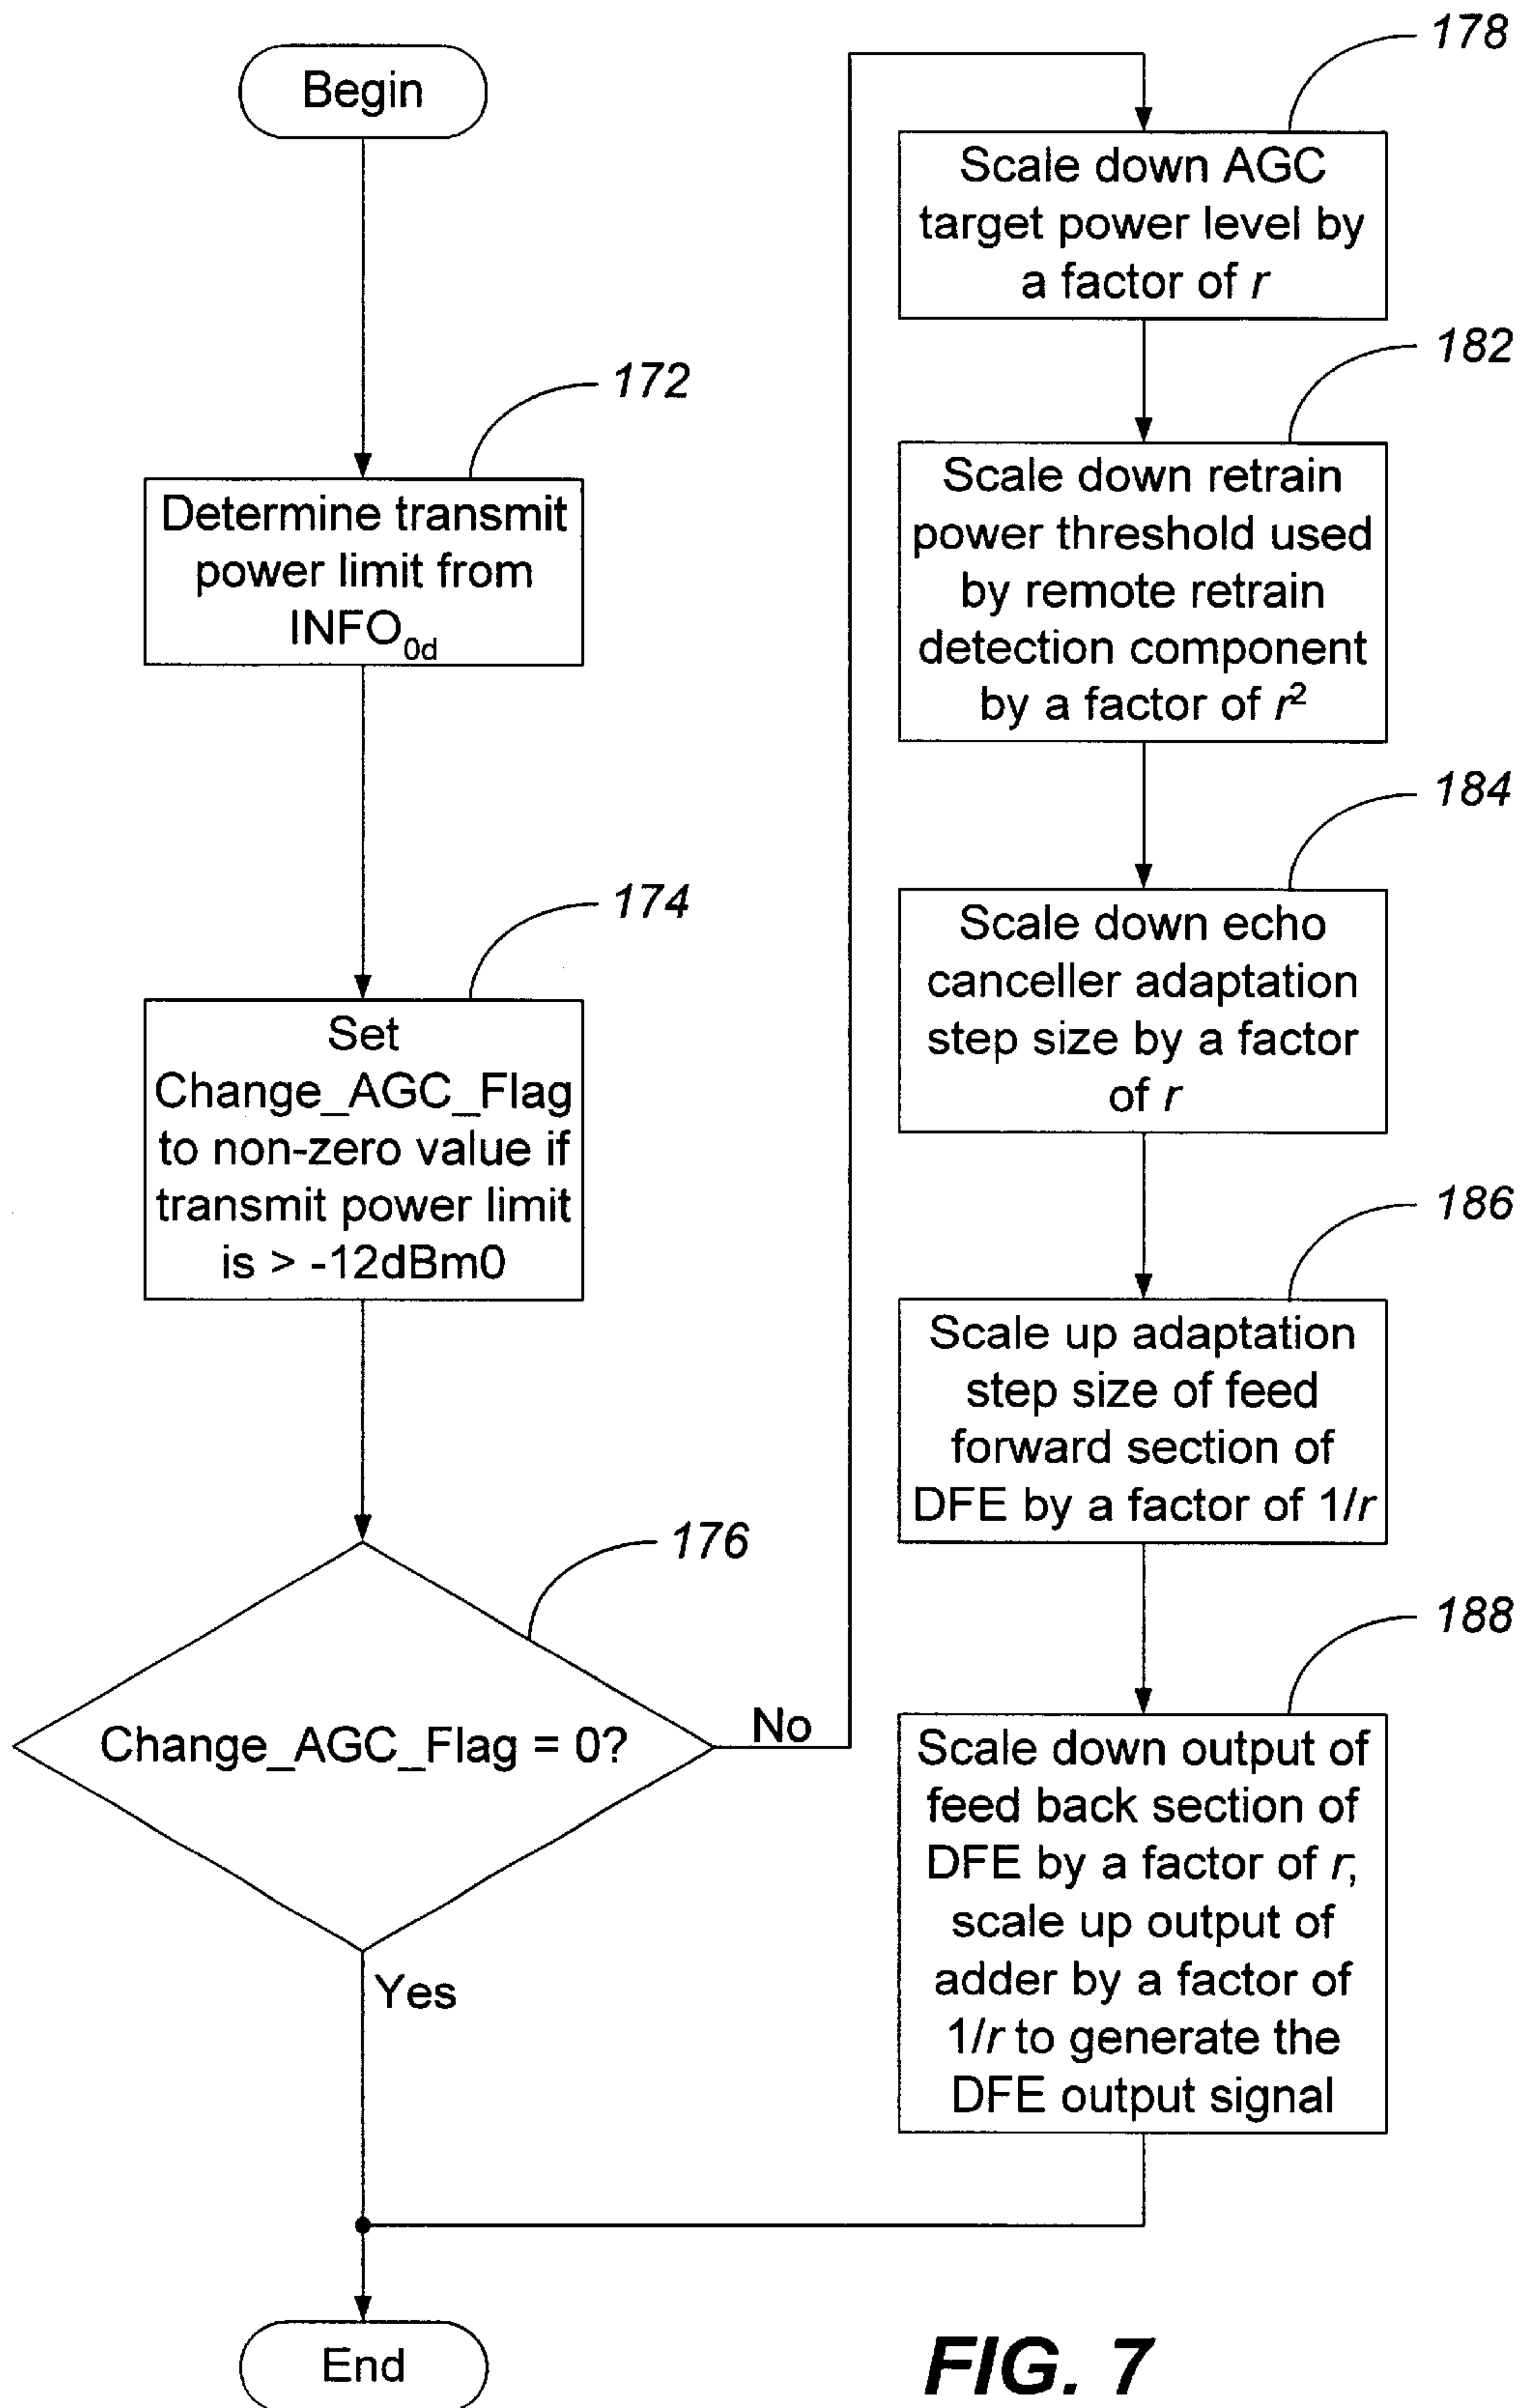 Begin
172
Determine transmit
power limit from
INFO0d
174
Set
Change_AGC_Flag
to non-zero value if
transmit power limit
is > -12dBm0
176
Change_AGC_Flag = 0?
No
Yes
End
178
Scale down AGC
target power level by
a factor of r
182
Scale down retrain
power threshold used
by remote retrain
detection component
by a factor of r²
184
Scale down echo
canceller adaptation
step size by a factor
of r
186
Scale up adaptation
step size of feed
forward section of
DFE by a factor of 1/r
188
Scale down output of
feed back section of
DFE by a factor of r,
scale up output of
adder by a factor of
1/r to generate the
DFE output signal
FIG. 7